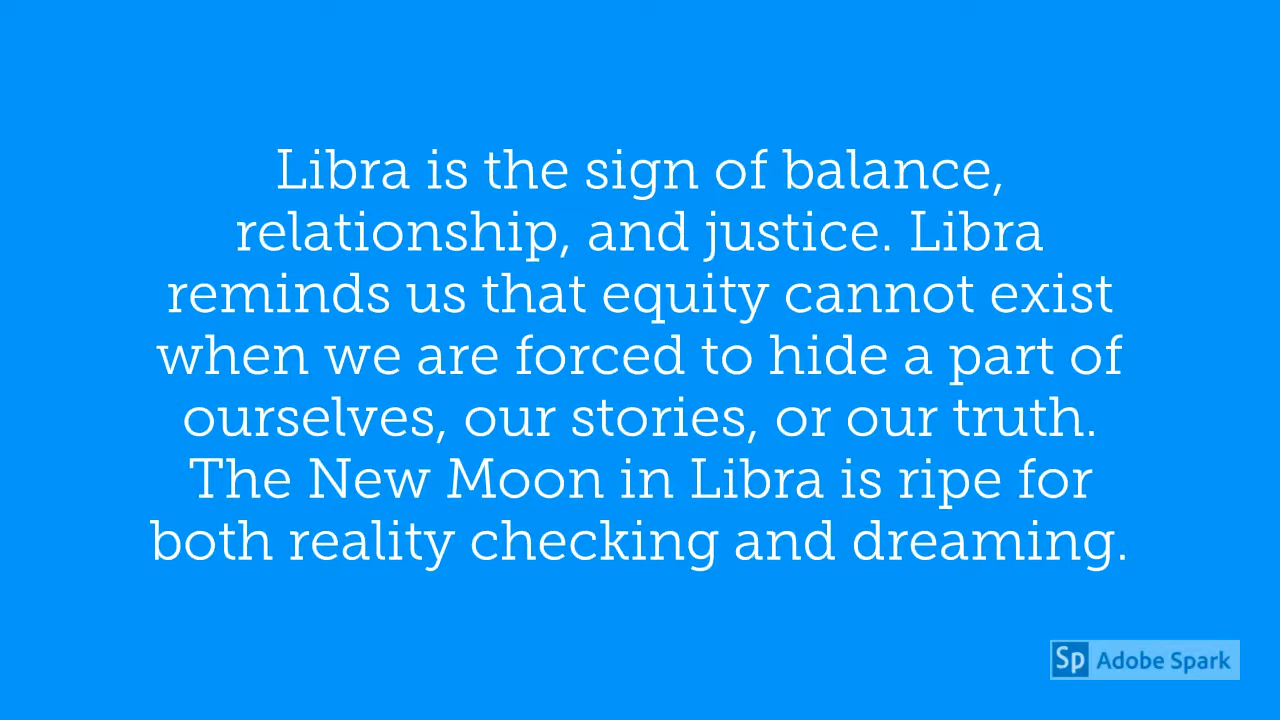 Libra is the sign of balance,
relationship, and justice. Libra
reminds us that equity cannot exist
when we are forced to hide a part of
ourselves, our stories, or our truth.
The New Moon in Libra is ripe for
both reality checking and dreaming.
Sp Adobe Spark